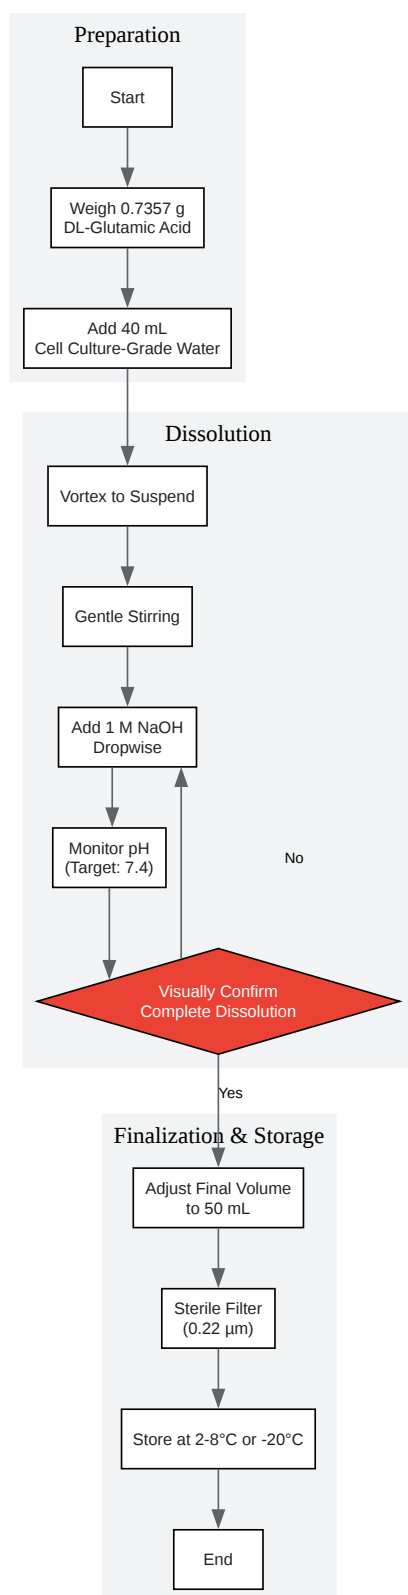 Preparation
Start
Weigh 0.7357 g
DL-Glutamic Acid
Add 40 mL
Cell Culture-Grade Water
Dissolution
Vortex to Suspend
Gentle Stirring
Add 1 M NaOH
Dropwise
Monitor pH
(Target: 7.4)
No
Visually Confirm
Complete Dissolution
Yes
Finalization & Storage
Adjust Final Volume
to 50 mL
Sterile Filter
(0.22 µm)
Store at 2-8°C or -20°C
End